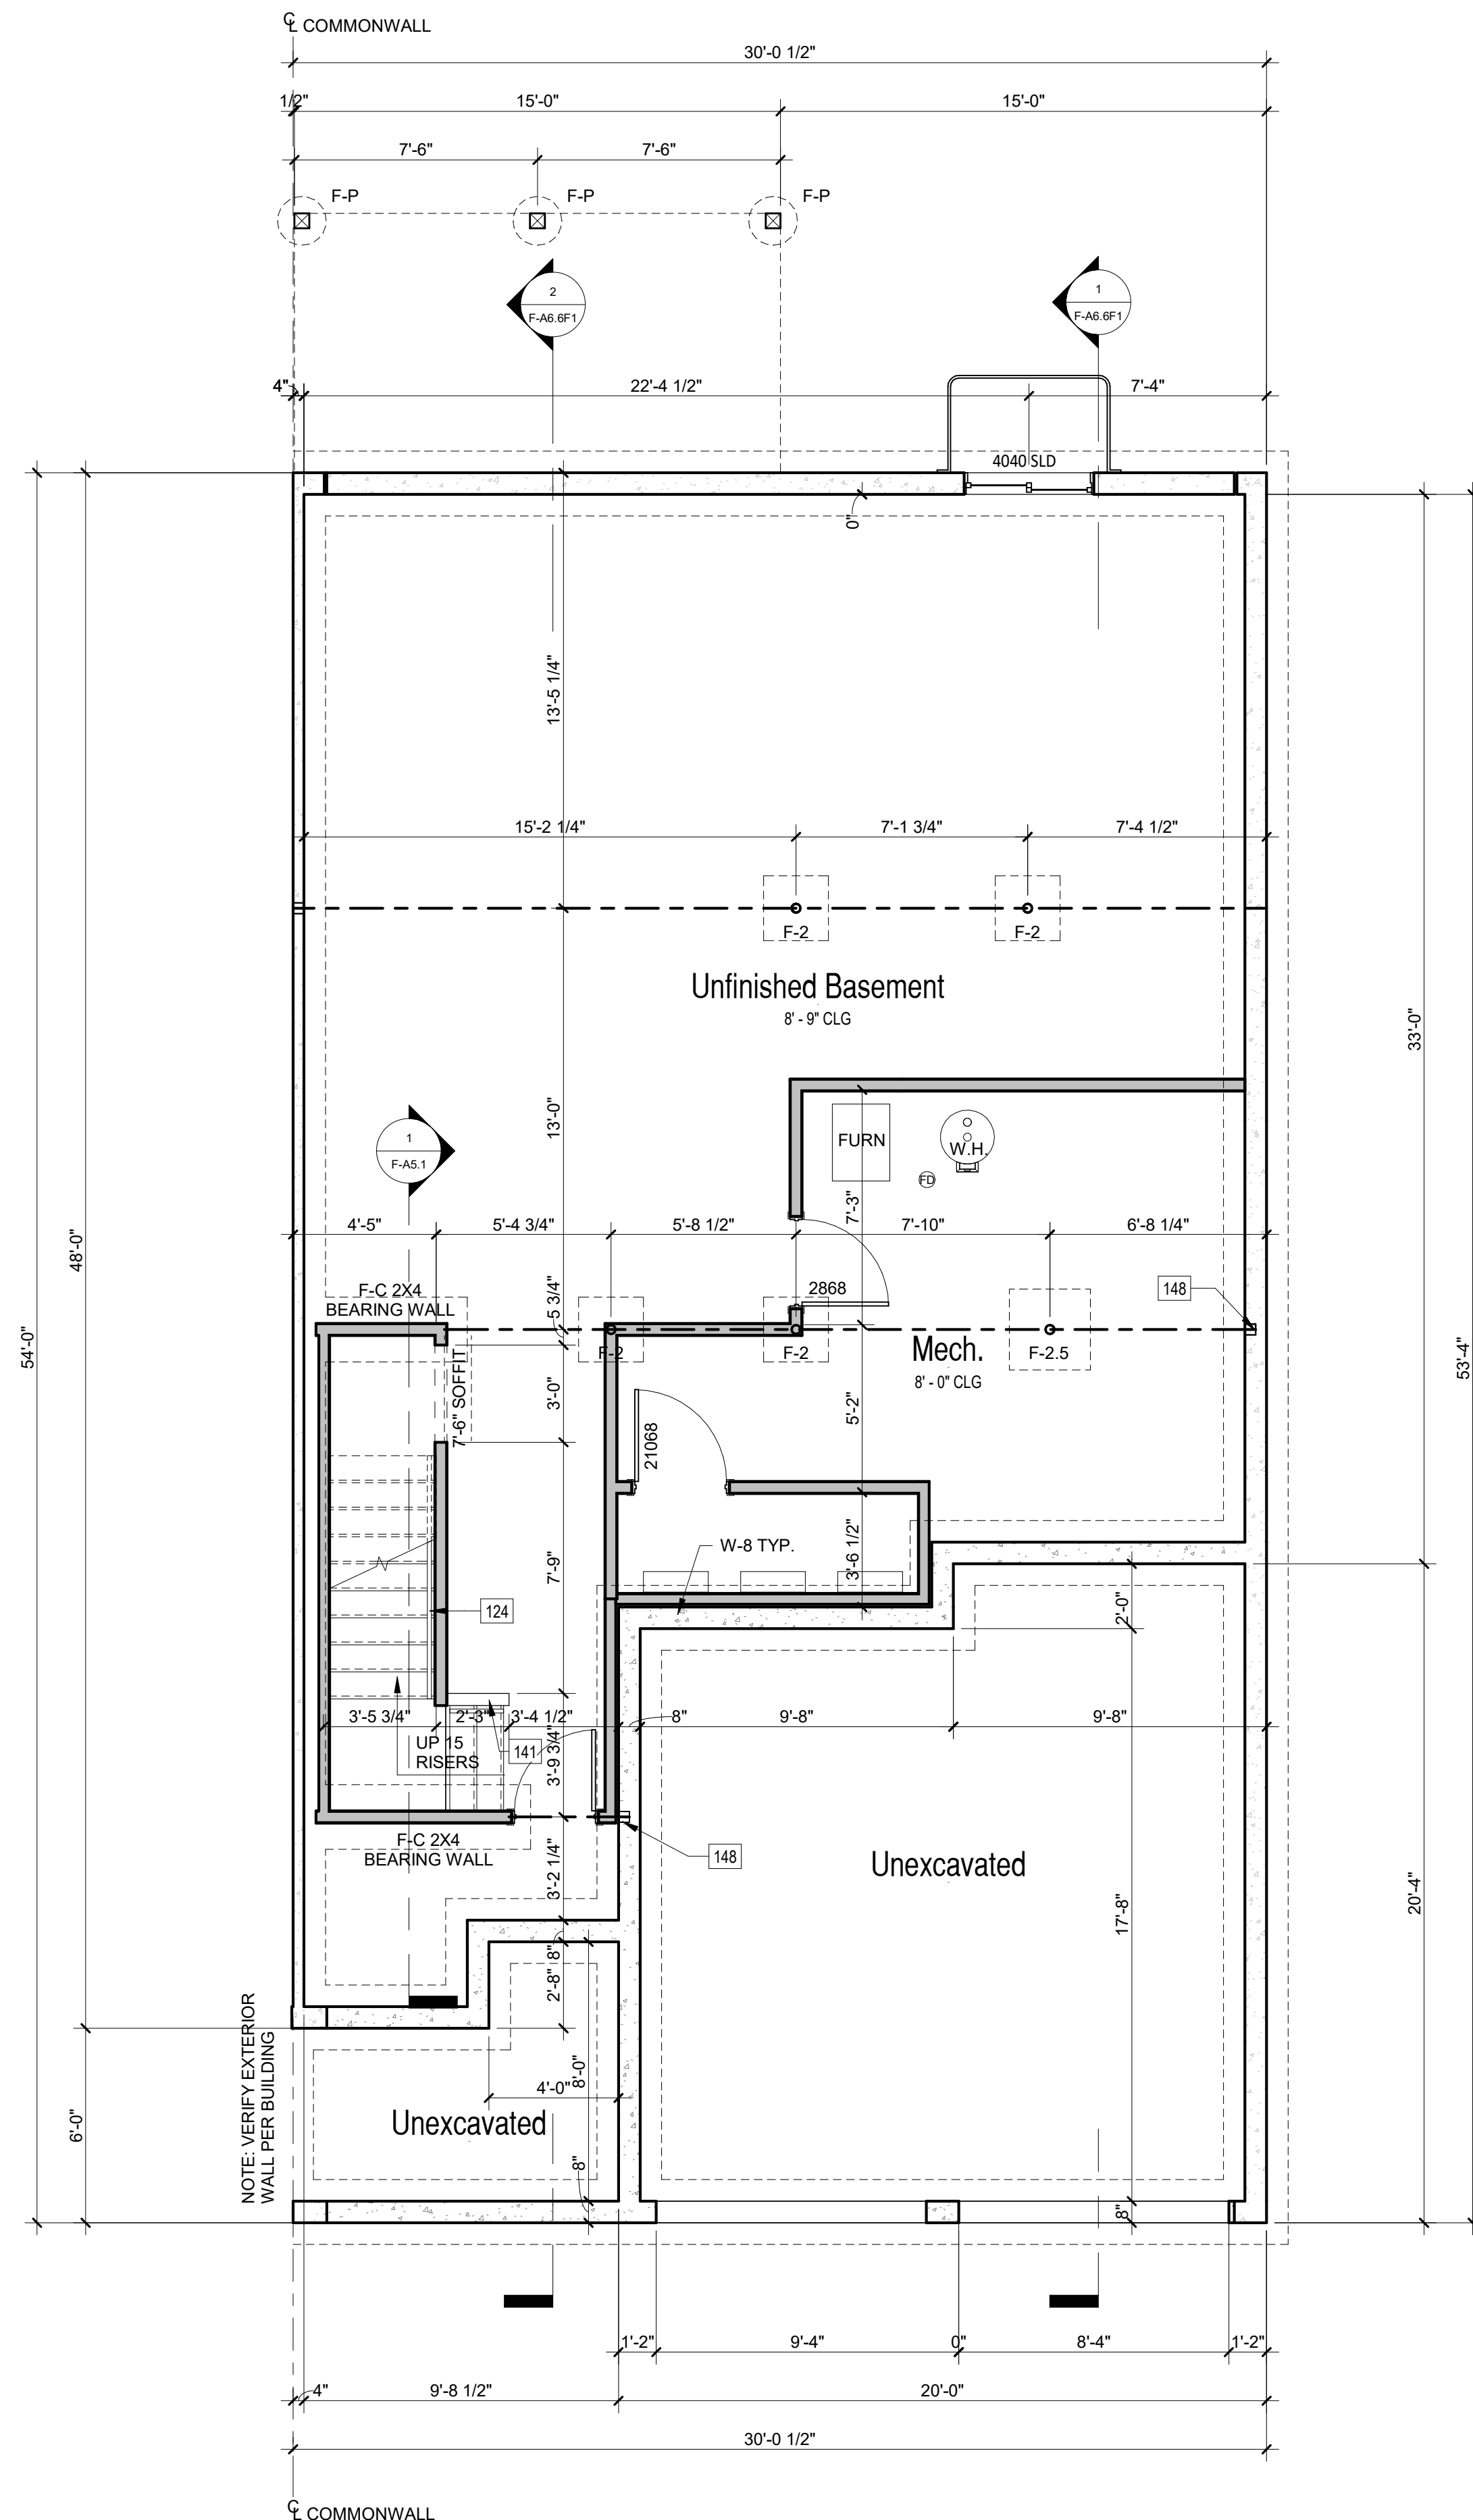 ℄ COMMONWALL
30'-0 1/2"
1/2" 15'-0" 15'-0"
7'-6" 7'-6"
F-P F-P F-P
2
F-A6.6F1
1
F-A6.6F1
4" 22'-4 1/2" 7'-4"
4040 SLD
0"
13'-5 1/4"
15'-2 1/4" 7'-1 3/4" 7'-4 1/2"
F-2 F-2
Unfinished Basement
8' - 9" CLG
33'-0"
13'-0"
FURN
W.H.
FD
1
F-A5.1
7'-3"
4'-5" 5'-4 3/4" 5'-8 1/2" 7'-10" 6'-8 1/4"
48'-0"
54'-0"
53'-4"
F-C 2X4
BEARING WALL
5 3/4"
2868
148
F-2 F-2 F-2.5
Mech.
8' - 0" CLG
7'-6" SOFFIT
3'-0"
5'-2"
21068
W-8 TYP.
3'-6 1/2"
7'-9"
124
2'-0"
3'-5 3/4" 2'-3" 3'-4 1/2" 8" 9'-8" 9'-8"
UP 15
RISERS
141
3'-9 3/4"
F-C 2X4
BEARING WALL
148
3'-2 1/4"
Unexcavated
17'-8"
20'-4"
8"
2'-8"
NOTE: VERIFY EXTERIOR
WALL PER BUILDING
8'-0"
4'-0"
Unexcavated
6'-0"
8"
8"
1'-2" 9'-4" 0" 8'-4" 1'-2"
4" 9'-8 1/2" 20'-0"
30'-0 1/2"
℄ COMMONWALL